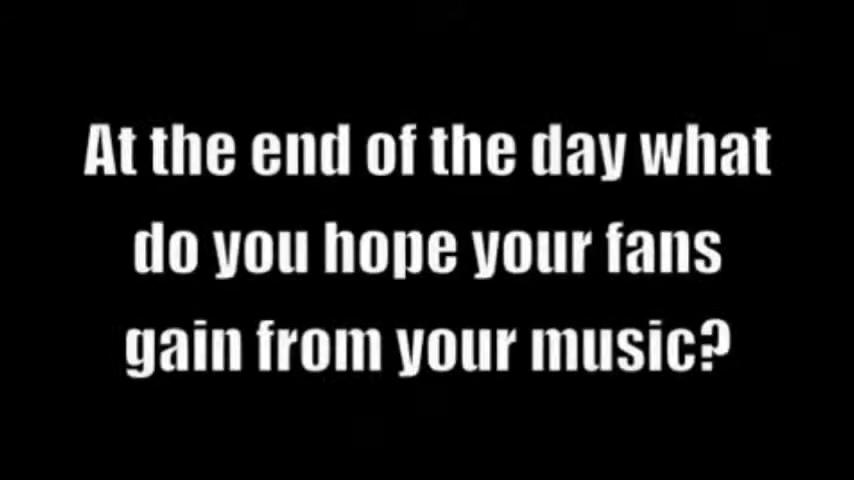 At the end of the day what
do you hope your fans
gain from your music?